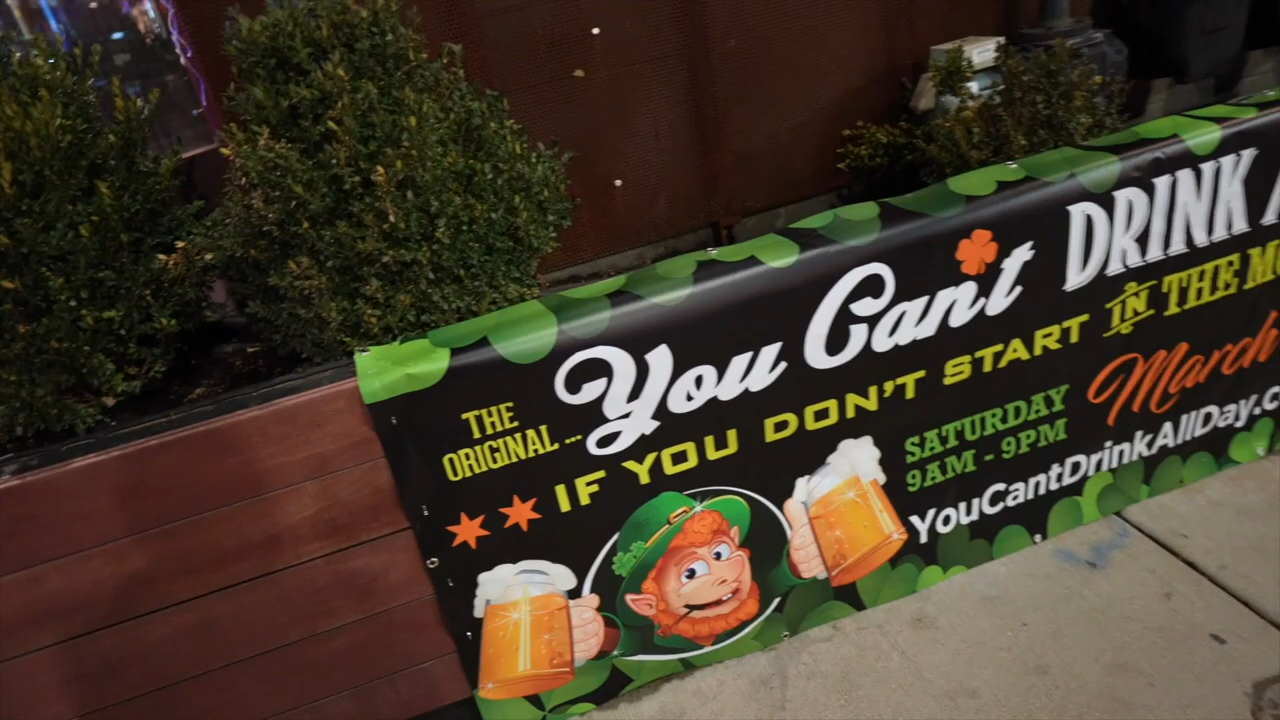 THE
ORIGINAL...
You Can't DRINK
IF YOU DON'T START IN THE
SATURDAY
9AM - 9PM
March
YouCantDrinkAllDay.c